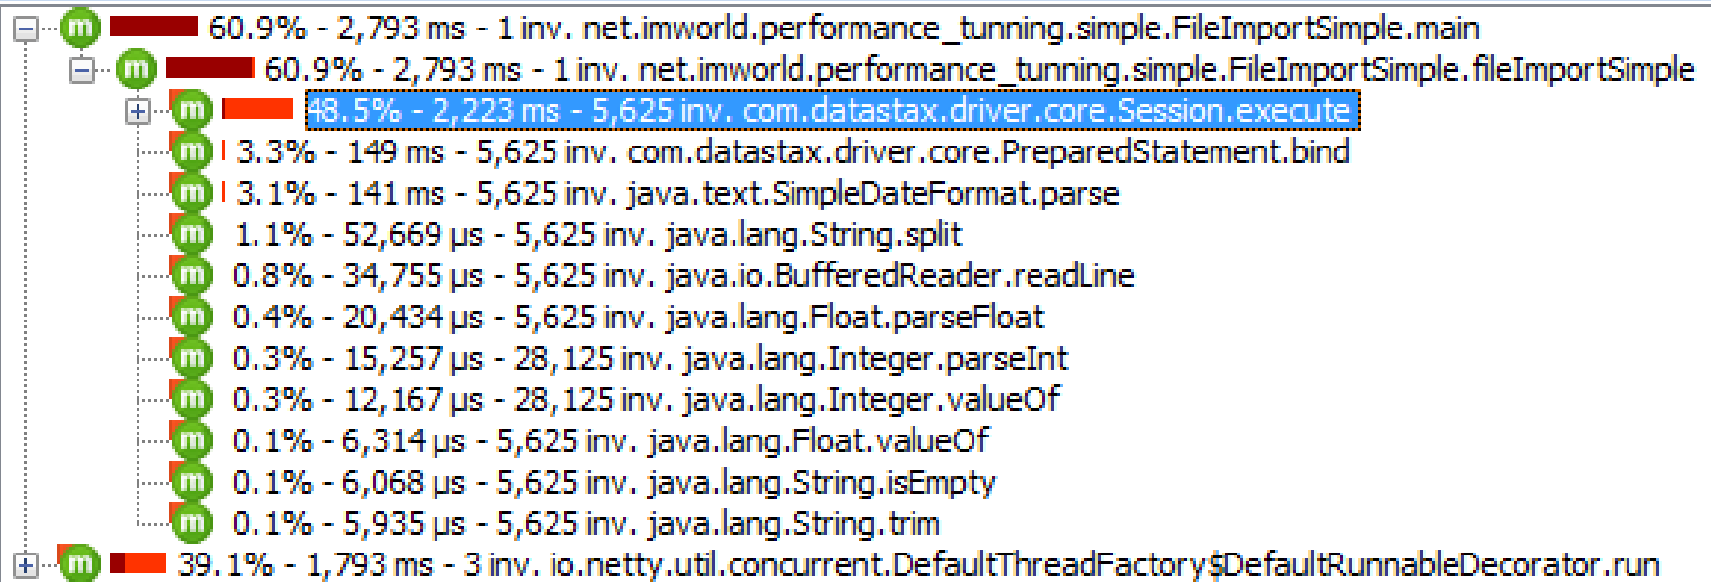 60.9% - 2,793 ms - 1 inv. net.imworld.performance_tunning.simple.FileImportSimple.main
60.9% - 2,793 ms - 1 inv. net.imworld.performance_tunning.simple.FileImportSimple.fileImportSimple
48.5% - 2,223 ms - 5,625 inv. com.datastax.driver.core.Session.execute
3.3% - 149 ms - 5,625 inv. com.datastax.driver.core.PreparedStatement.bind
3.1% - 141 ms - 5,625 inv. java.text.SimpleDateFormat.parse
1.1% - 52,669 µs - 5,625 inv. java.lang.String.split
0.8% - 34,755 µs - 5,625 inv. java.io.BufferedReader.readLine
0.4% - 20,434 µs - 5,625 inv. java.lang.Float.parseFloat
0.3% - 15,257 µs - 28,125 inv. java.lang.Integer.parseInt
0.3% - 12,167 µs - 28,125 inv. java.lang.Integer.valueOf
0.1% - 6,314 µs - 5,625 inv. java.lang.Float.valueOf
0.1% - 6,068 µs - 5,625 inv. java.lang.String.isEmpty
0.1% - 5,935 µs - 5,625 inv. java.lang.String.trim
39.1% - 1,793 ms - 3 inv. io.netty.util.concurrent.DefaultThreadFactory$DefaultRunnableDecorator.run